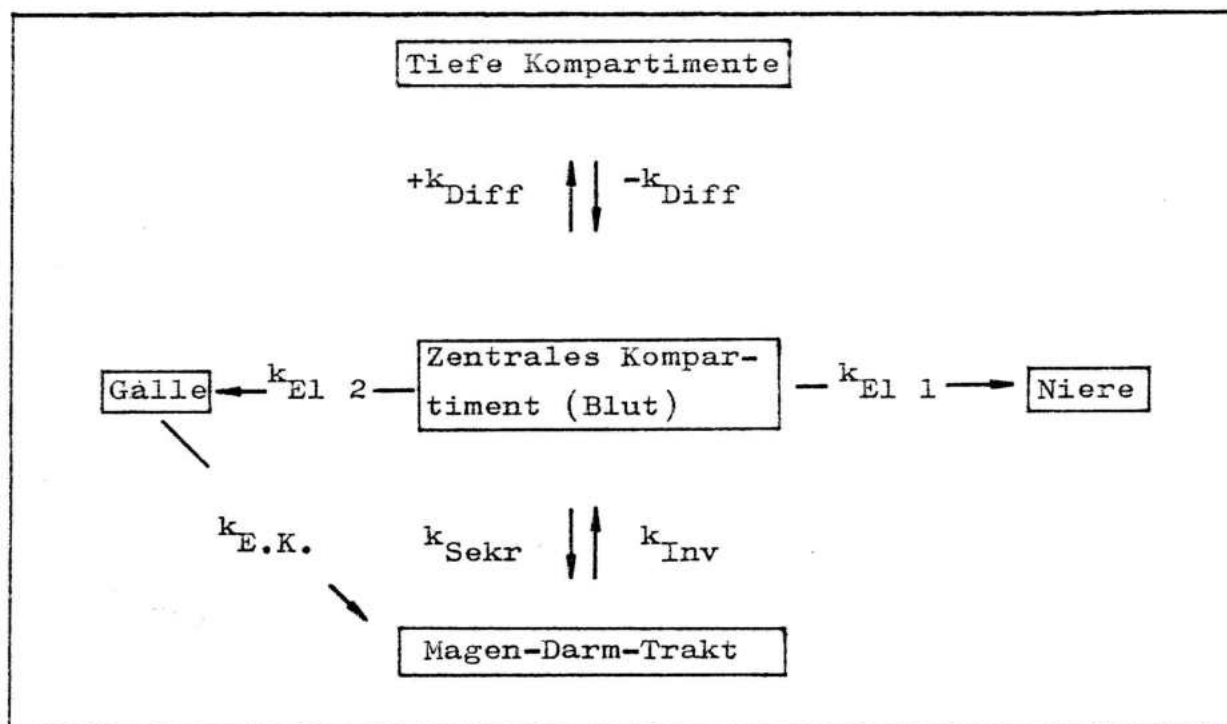 Tiefe Kompartimente
+kDiff -kDiff
Zentrales Kompar-
timent (Blut)
Gálle kEl 2 kEl 1 Niere
kE.K. kSekr kInv
Magen-Darm-Trakt